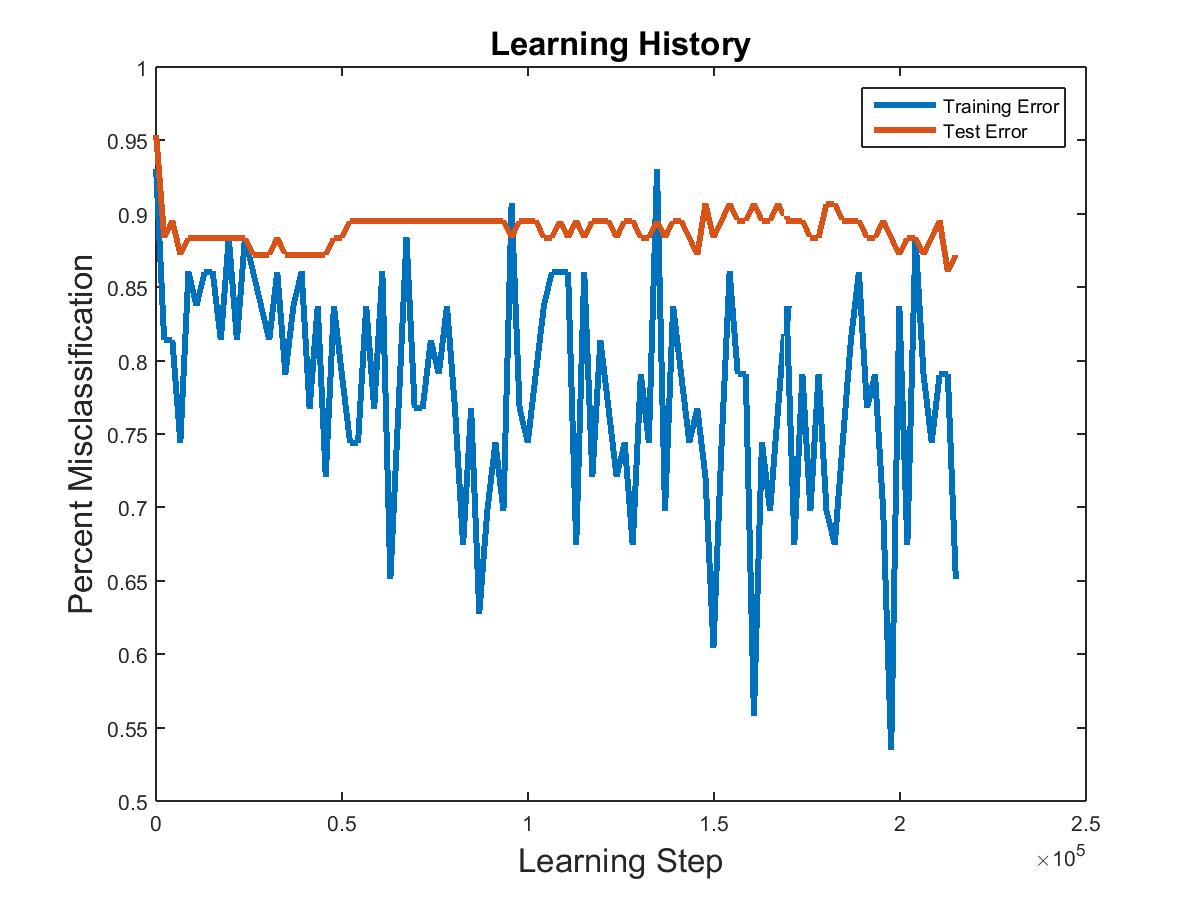 Learning History
1
0.95
0.9
0.85
0.8
0.75
0.7
0.65
0.6
0.55
0.5
Percent Misclassification
Training Error
Test Error
0 0.5 1 1.5 2 2.5
×10⁵
Learning Step